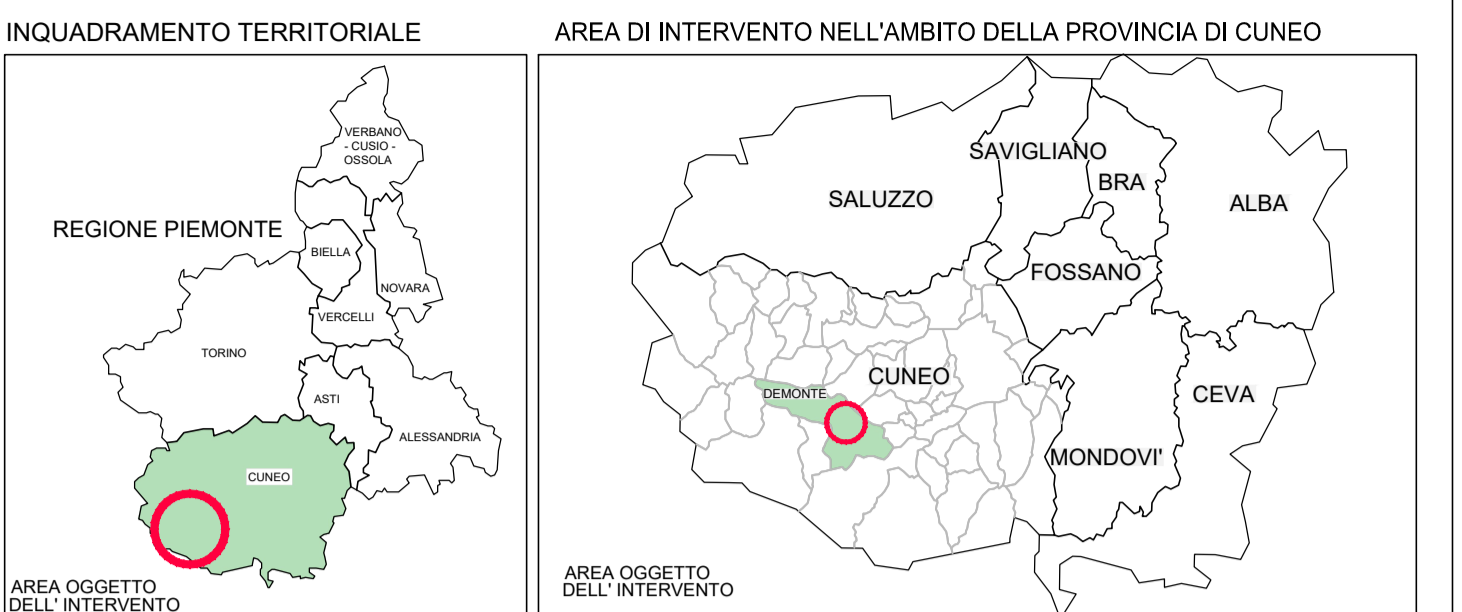 INQUADRAMENTO TERRITORIALE
VERBANO
- CUSIO -
OSSOLA
REGIONE PIEMONTE
BIELLA
NOVARA
VERCELLI
TORINO
ASTI
ALESSANDRIA
CUNEO
AREA OGGETTO
DELL' INTERVENTO
AREA DI INTERVENTO NELL'AMBITO DELLA PROVINCIA DI CUNEO
SAVIGLIANO
BRA
SALUZZO
ALBA
FOSSANO
CUNEO
DEMONTE
CEVA
MONDOVI'
AREA OGGETTO
DELL' INTERVENTO